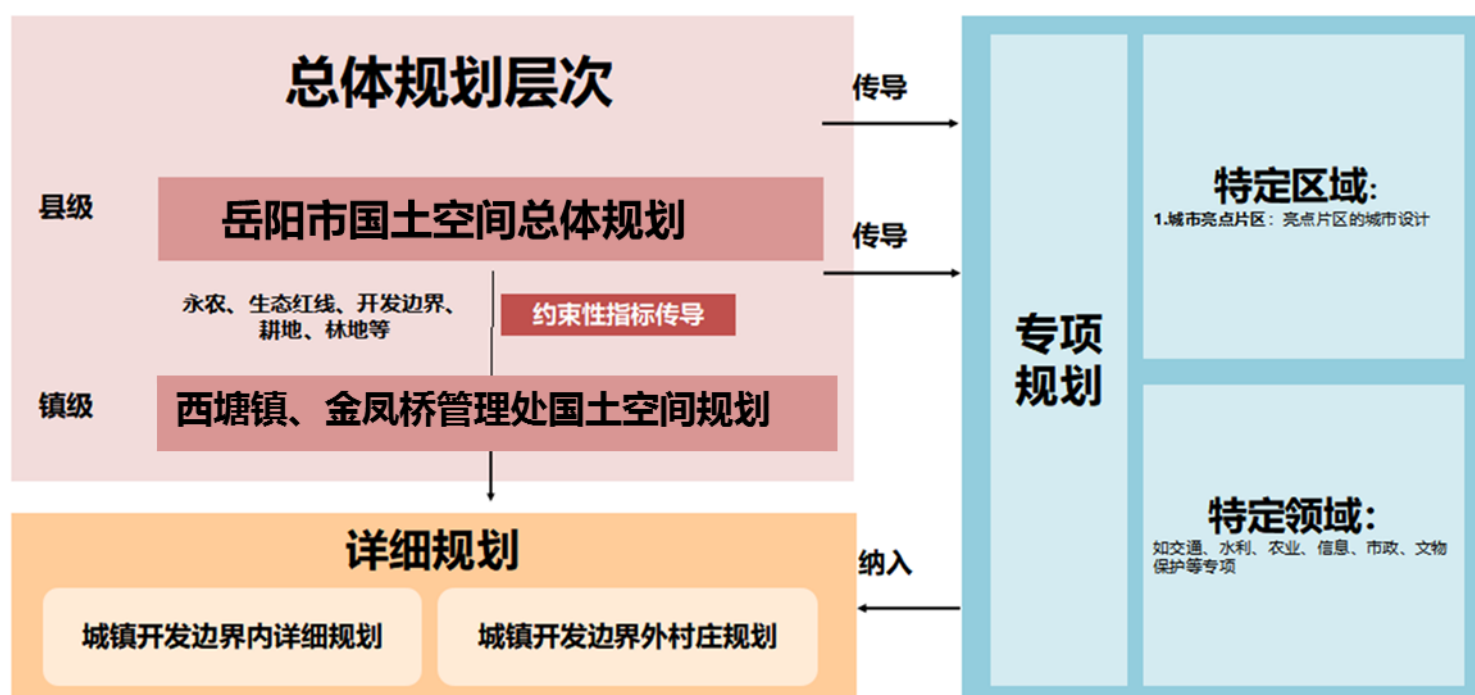 总体规划层次
县级
岳阳市国土空间总体规划
永农、生态红线、开发边界、
耕地、林地等
约束性指标传导
镇级
西塘镇、金凤桥管理处国土空间规划
详细规划
城镇开发边界内详细规划
城镇开发边界外村庄规划
传导
传导
纳入
专项
规划
特定区域:
1.城市亮点片区：亮点片区的城市设计
特定领域：
如交通、水利、农业、信息、市政、文物
保护等专项